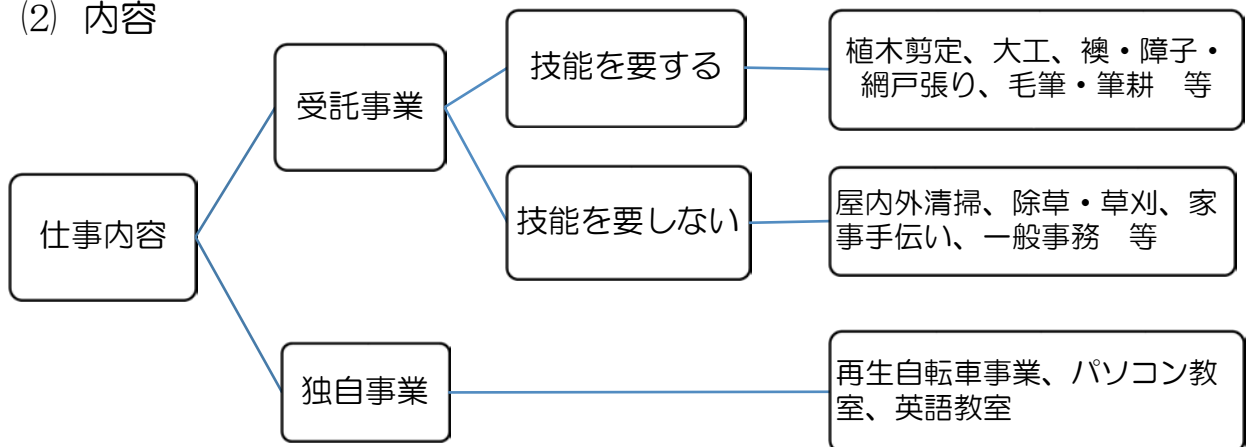 (2) 内容
仕事内容
受託事業
技能を要する
植木剪定、大工、襖・障子・
網戸張り、毛筆・筆耕　等
技能を要しない
屋内外清掃、除草・草刈、家
事手伝い、一般事務　等
独自事業
再生自転車事業、パソコン教
室、英語教室